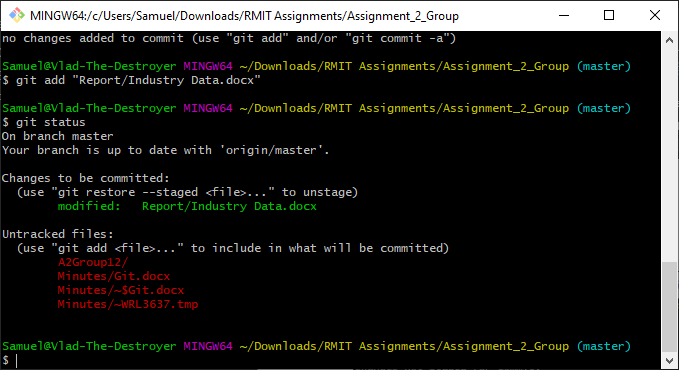 MINGW64:/c/Users/Samuel/Downloads/RMIT Assignments/Assignment_2_Group
no changes added to commit (use "git add" and/or "git commit -a")
Samuel@Vlad-The-Destroyer MINGW64 ~/Downloads/RMIT Assignments/Assignment_2_Group (master)
$ git add "Report/Industry Data.docx"
Samuel@Vlad-The-Destroyer MINGW64 ~/Downloads/RMIT Assignments/Assignment_2_Group (master)
$ git status
On branch master
Your branch is up to date with 'origin/master'.
Changes to be committed:
  (use "git restore --staged <file>..." to unstage)
        modified:   Report/Industry Data.docx
Untracked files:
  (use "git add <file>..." to include in what will be committed)
        A2Group12/
        Minutes/Git.docx
        Minutes/~$Git.docx
        Minutes/~WRL3637.tmp
Samuel@Vlad-The-Destroyer MINGW64 ~/Downloads/RMIT Assignments/Assignment_2_Group (master)
$